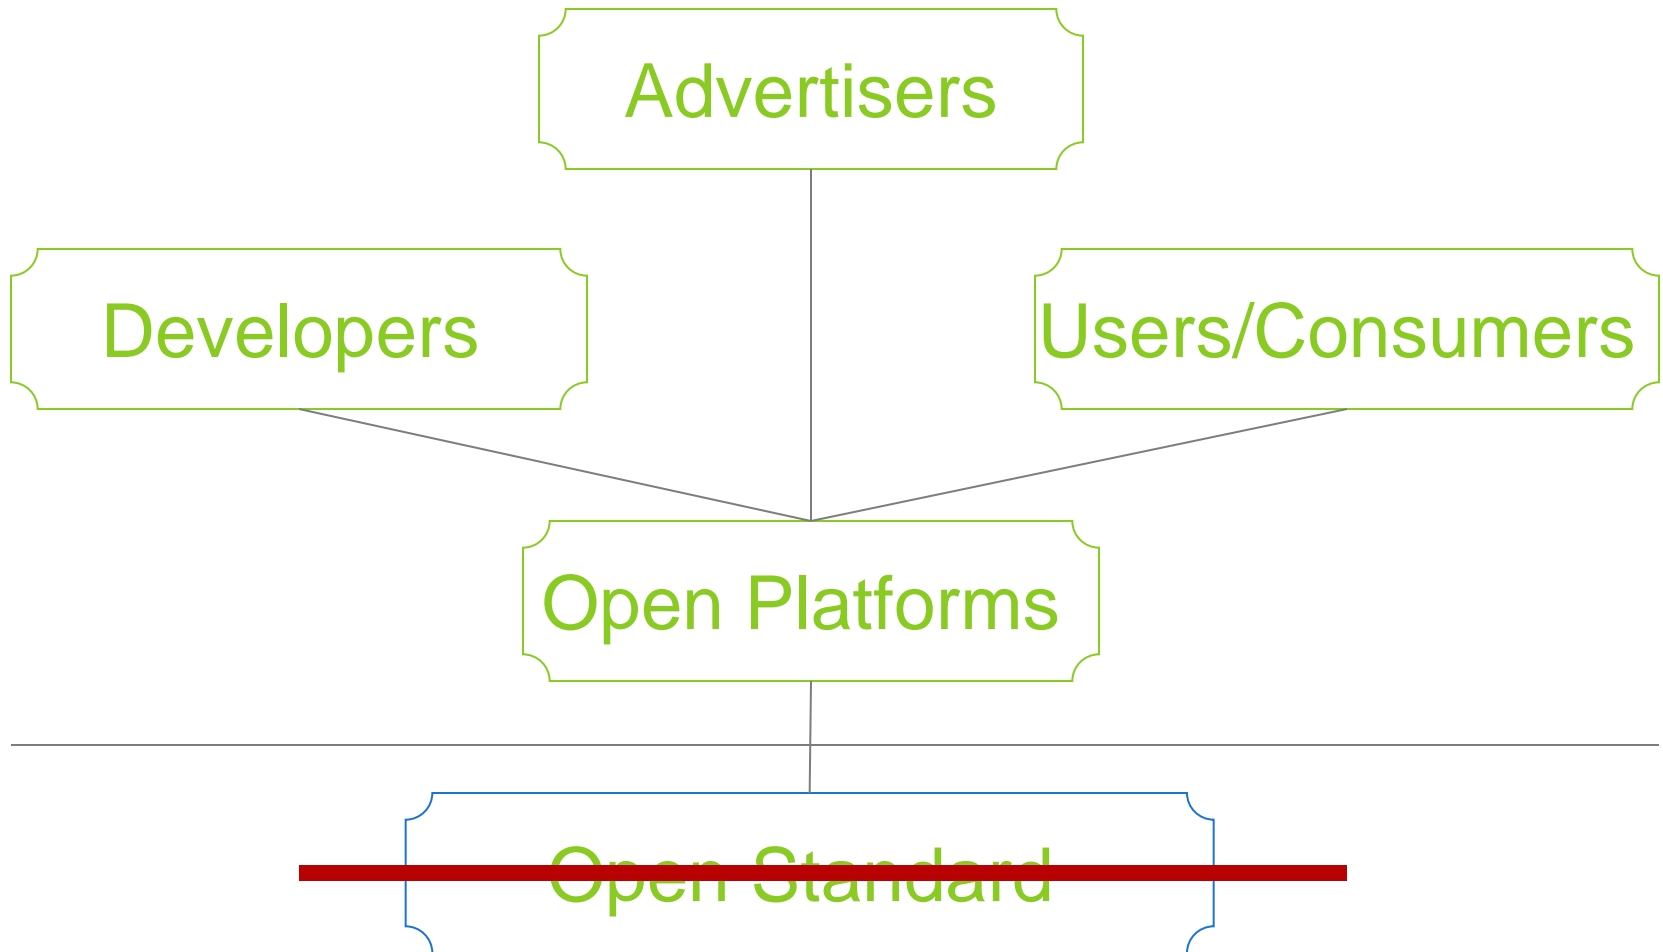 Advertisers
Developers
Users/Consumers
Open Platforms
Open Standard